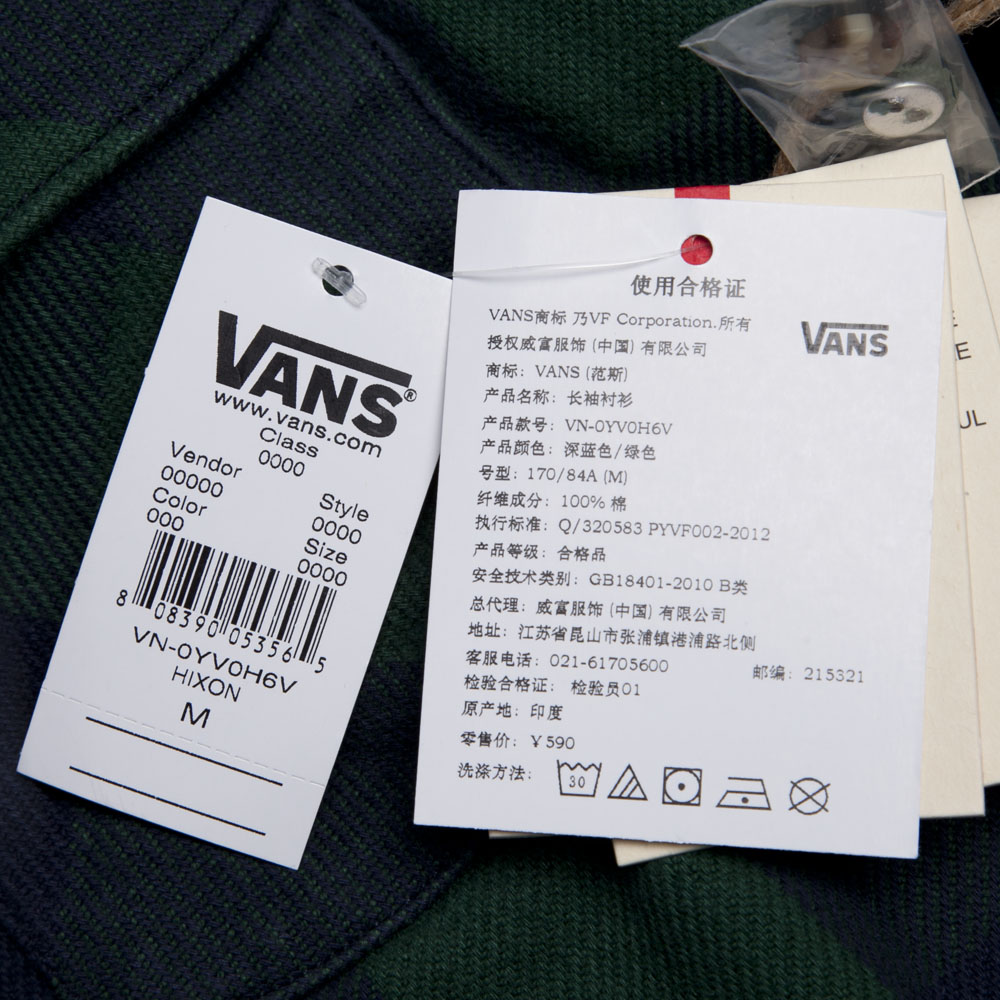 VANS®
www.vans.com
Class
0000
Vendor
00000
Color
000
Style
0000
Size
0000
8 08390 05356 5
VN-0YV0H6V
HIXON
M
使用合格证
VANS商标 乃VF Corporation.所有
授权威富服饰 (中国) 有限公司
VANS
商标：VANS (范斯)
产品名称：长袖衬衫
产品款号：VN-0YV0H6V
产品颜色：深蓝色/绿色
号型：170/84A (M)
纤维成分：100% 棉
执行标准：Q/320583 PYVF002-2012
产品等级：合格品
安全技术类别：GB18401-2010 B类
总代理：威富服饰 (中国) 有限公司
地址：江苏省昆山市张浦镇港浦路北侧
客服电话：021-61705600 邮编：215321
检验合格证： 检验员01
原产地：印度
零售价：￥590
洗涤方法：
30